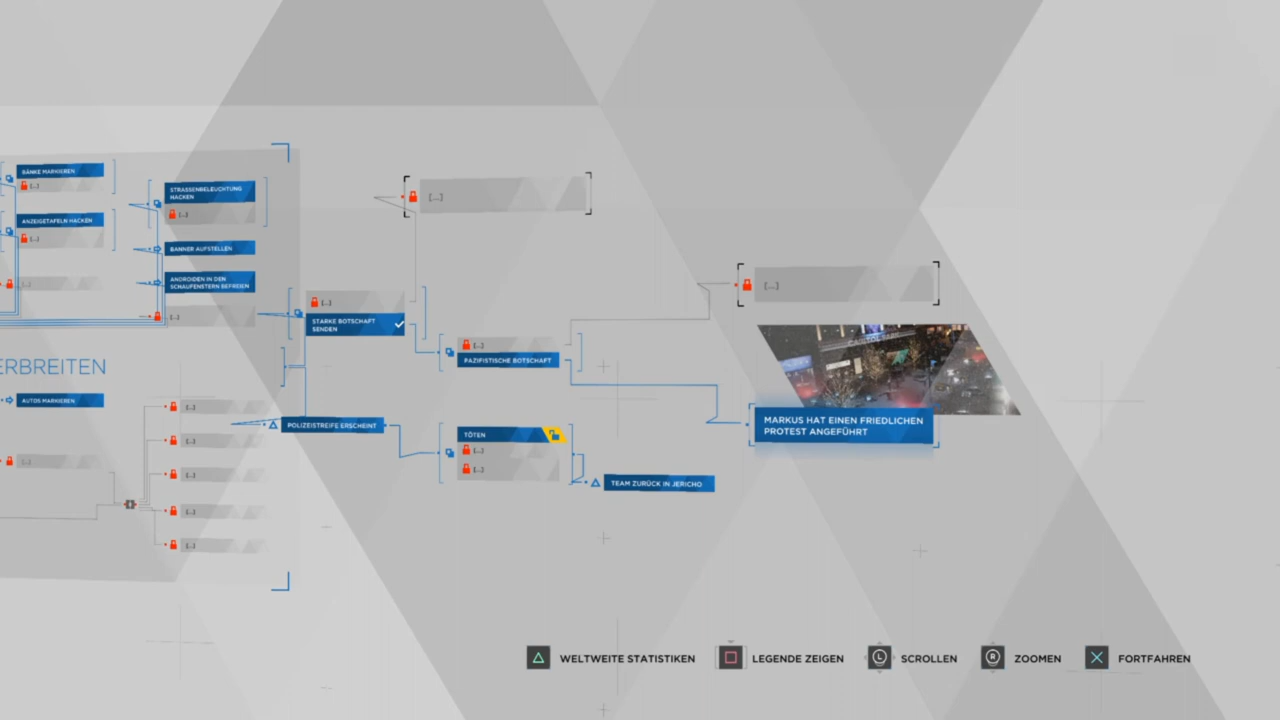 BÄNKE MARKIEREN
[...]
ANZEIGETAFELN HACKEN
[...]
[...]
STRASSENBELEUCHTUNG
HACKEN
[...]
BANNER AUFSTELLEN
ANDROIDEN IN DEN
SCHAUFENSTERN BEFREIEN
[...]
[...]
[...]
STARKE BOTSCHAFT
SENDEN
[...]
PAZIFISTISCHE BOTSCHAFT
[...]
MARKUS HAT EINEN FRIEDLICHEN
PROTEST ANGEFÜHRT
ERBREITEN
AUTOS MARKIEREN
[...]
[...]
[...]
[...]
[...]
[...]
POLIZEISTREIFE ERSCHEINT
TÖTEN
[...]
[...]
TEAM ZURÜCK IN JERICHO
WELTWEITE STATISTIKEN
LEGENDE ZEIGEN
L
SCROLLEN
R
ZOOMEN
FORTFAHREN